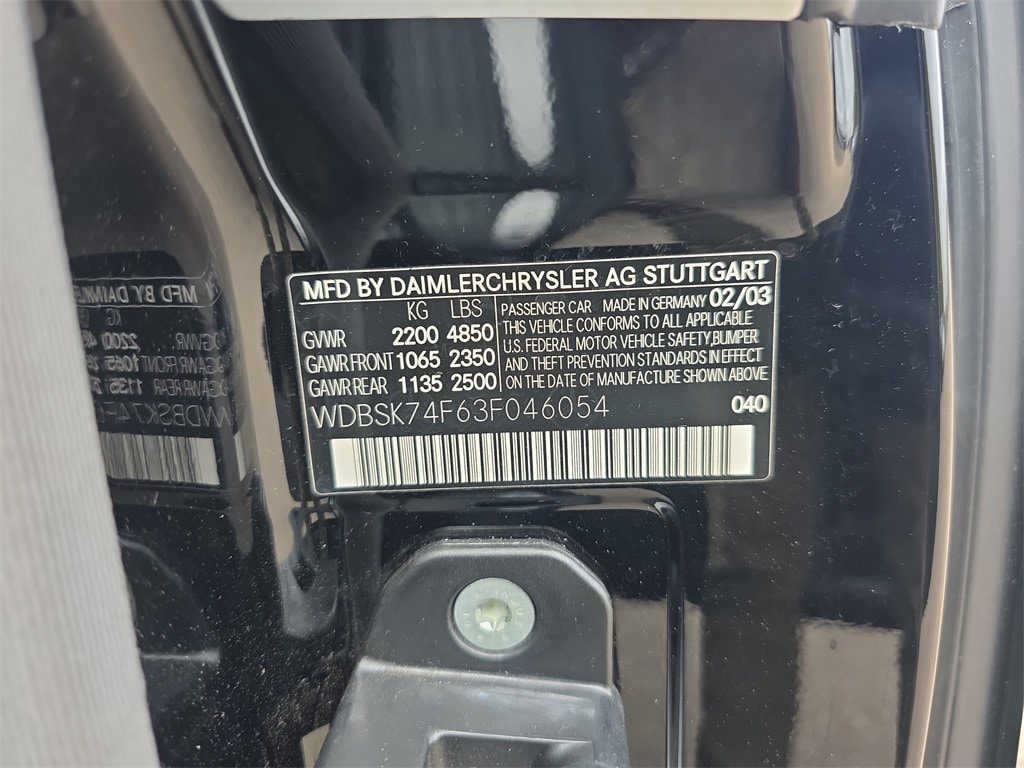 MFD BY DAIMLERCHRYSLER AG STUTTGART
KG LBS PASSENGER CAR MADE IN GERMANY 02/03
GVWR 2200 4850 THIS VEHICLE CONFORMS TO ALL APPLICABLE
U.S. FEDERAL MOTOR VEHICLE SAFETY,BUMPER
GAWR FRONT 1065 2350 AND THEFT PREVENTION STANDARDS IN EFFECT
GAWR REAR 1135 2500 ON THE DATE OF MANUFACTURE SHOWN ABOVE
WDBSK74F63F046054 040